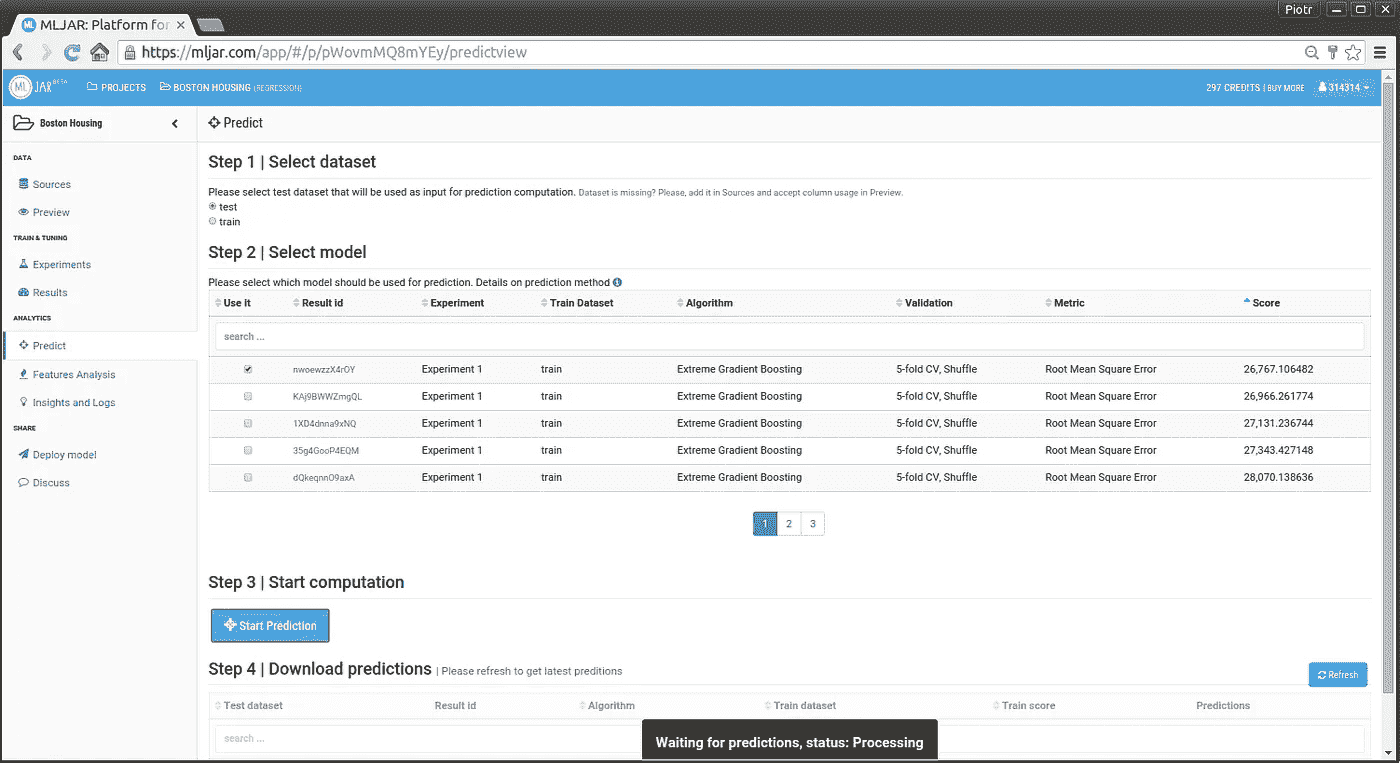 Piotr
MLJAR: Platform for
https://mljar.com/app/#/p/pWovmMQ8mYEy/predictview
ML JAR BETA PROJECTS BOSTON HOUSING (REGRESSION) 297 CREDITS | BUY MORE 314314
Boston Housing
Predict
DATA
Sources
Preview
TRAIN & TUNING
Experiments
Results
ANALYTICS
Predict
Features Analysis
Insights and Logs
SHARE
Deploy model
Discuss
Step 1 | Select dataset
Please select test dataset that will be used as input for prediction computation. Dataset is missing? Please, add it in Sources and accept column usage in Preview.
test
train
Step 2 | Select model
Please select which model should be used for prediction. Details on prediction method
Use it Result id Experiment Train Dataset Algorithm Validation Metric Score
search ...
nwoewzzX4rOY Experiment 1 train Extreme Gradient Boosting 5-fold CV, Shuffle Root Mean Square Error 26,767.106482
KAj9BWWZmgQL Experiment 1 train Extreme Gradient Boosting 5-fold CV, Shuffle Root Mean Square Error 26,966.261774
1XD4dnna9xNQ Experiment 1 train Extreme Gradient Boosting 5-fold CV, Shuffle Root Mean Square Error 27,131.236744
35g4GooP4EQM Experiment 1 train Extreme Gradient Boosting 5-fold CV, Shuffle Root Mean Square Error 27,343.427148
dQkeqnnO9axA Experiment 1 train Extreme Gradient Boosting 5-fold CV, Shuffle Root Mean Square Error 28,070.138636
1 2 3
Step 3 | Start computation
Start Prediction
Step 4 | Download predictions | Please refresh to get latest preditions
Refresh
Test dataset Result id Algorithm Train dataset Train score Predictions
search ...
Waiting for predictions, status: Processing